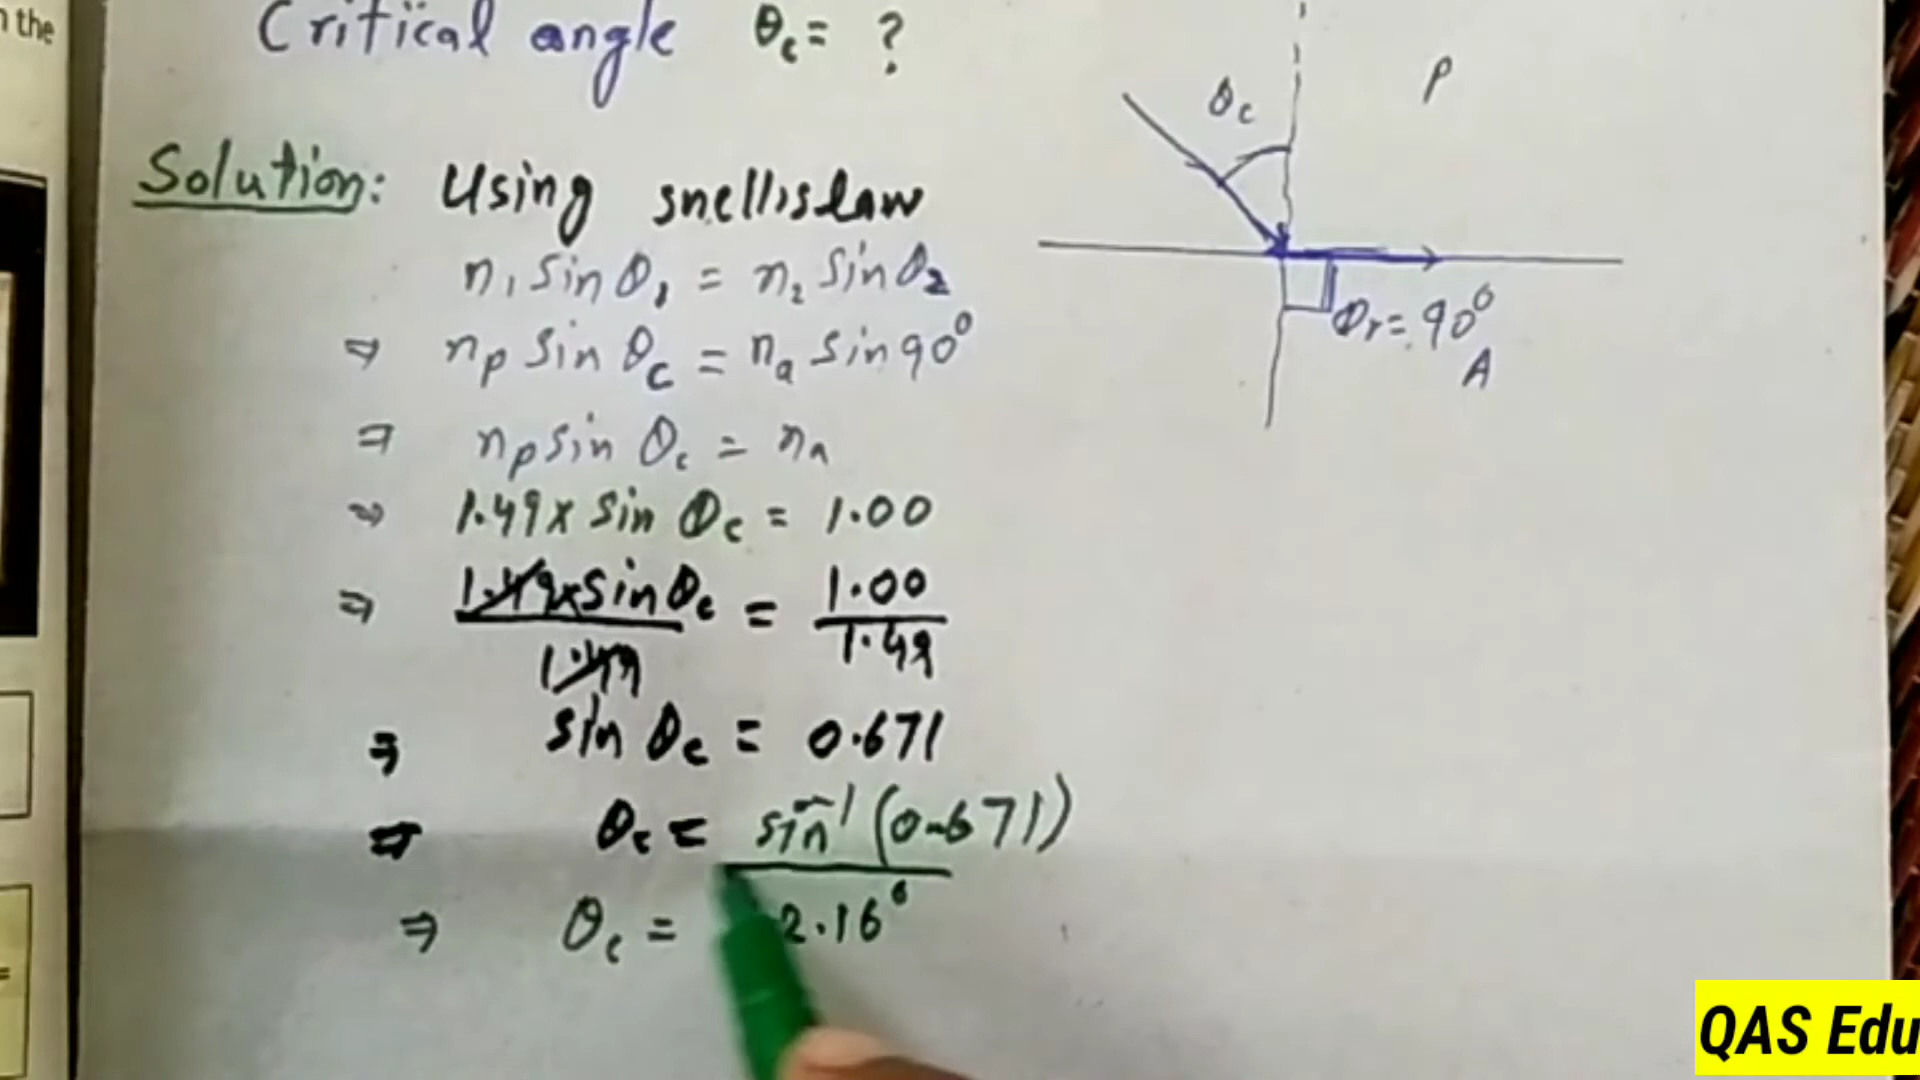 n the
Critical angle θc = ?
θc
P
Solution: Using snell's law
n₁ sin θ₁ = n₂ sin θ₂
⇒ nₚ sin θc = nₐ sin 90°
θr = 90°
A
⇒ nₚ sin θc = nₐ
⇒ 1.49 x sin θc = 1.00
⇒ 1.49 x sin θc / 1.49 = 1.00 / 1.49
⇒ sin θc = 0.671
⇒ θc = sin⁻¹ (0.671)
⇒ θc = 2.16°
=
QAS Edu